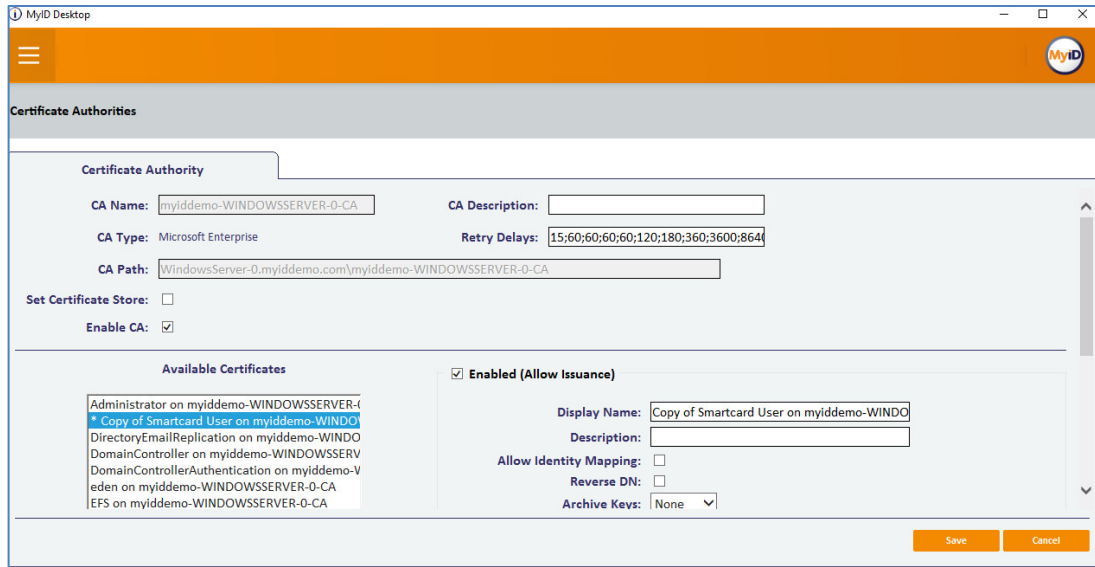 MyID Desktop
MyiD
Certificate Authorities
Certificate Authority
CA Name: myiddemo-WINDOWSSERVER-0-CA CA Description:
CA Type: Microsoft Enterprise Retry Delays: 15;60;60;60;60;120;180;360;3600;8640
CA Path: WindowsServer-0.myiddemo.com\myiddemo-WINDOWSSERVER-0-CA
Set Certificate Store:
Enable CA:
Available Certificates Enabled (Allow Issuance)
Administrator on myiddemo-WINDOWSSERVER-(
* Copy of Smartcard User on myiddemo-WINDOW Display Name: Copy of Smartcard User on myiddemo-WINDO
DirectoryEmailReplication on myiddemo-WINDO Description:
DomainController on myiddemo-WINDOWSSERV Allow Identity Mapping:
DomainControllerAuthentication on myiddemo-W Reverse DN:
eden on myiddemo-WINDOWSSERVER-0-CA
EFS on myiddemo-WINDOWSSERVER-0-CA Archive Keys: None
Save Cancel